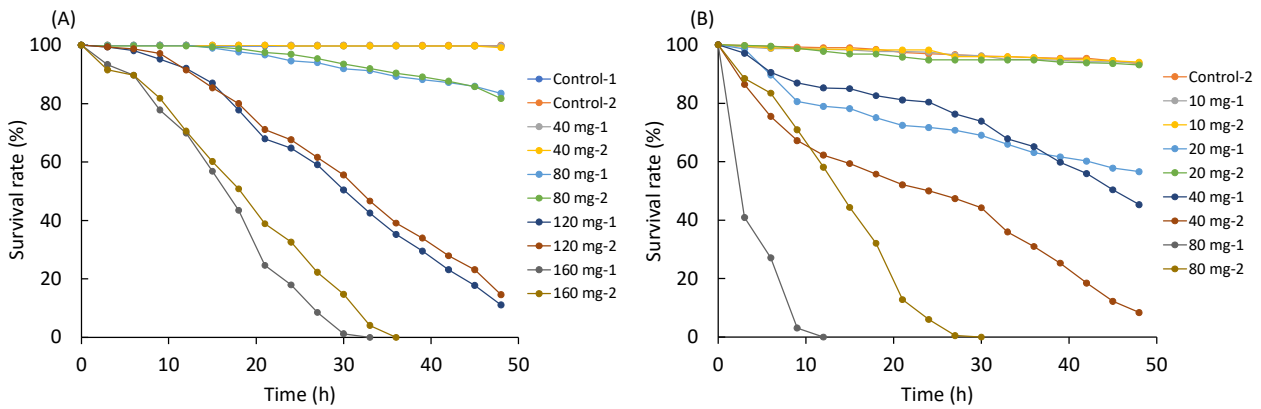 (A)
Survival rate (%)
100
80
60
40
20
0
0 10 20 30 40 50
Time (h)
Control-1
Control-2
40 mg-1
40 mg-2
80 mg-1
80 mg-2
120 mg-1
120 mg-2
160 mg-1
160 mg-2
(B)
Survival rate (%)
100
80
60
40
20
0
0 10 20 30 40 50
Time (h)
Control-2
10 mg-1
10 mg-2
20 mg-1
20 mg-2
40 mg-1
40 mg-2
80 mg-1
80 mg-2